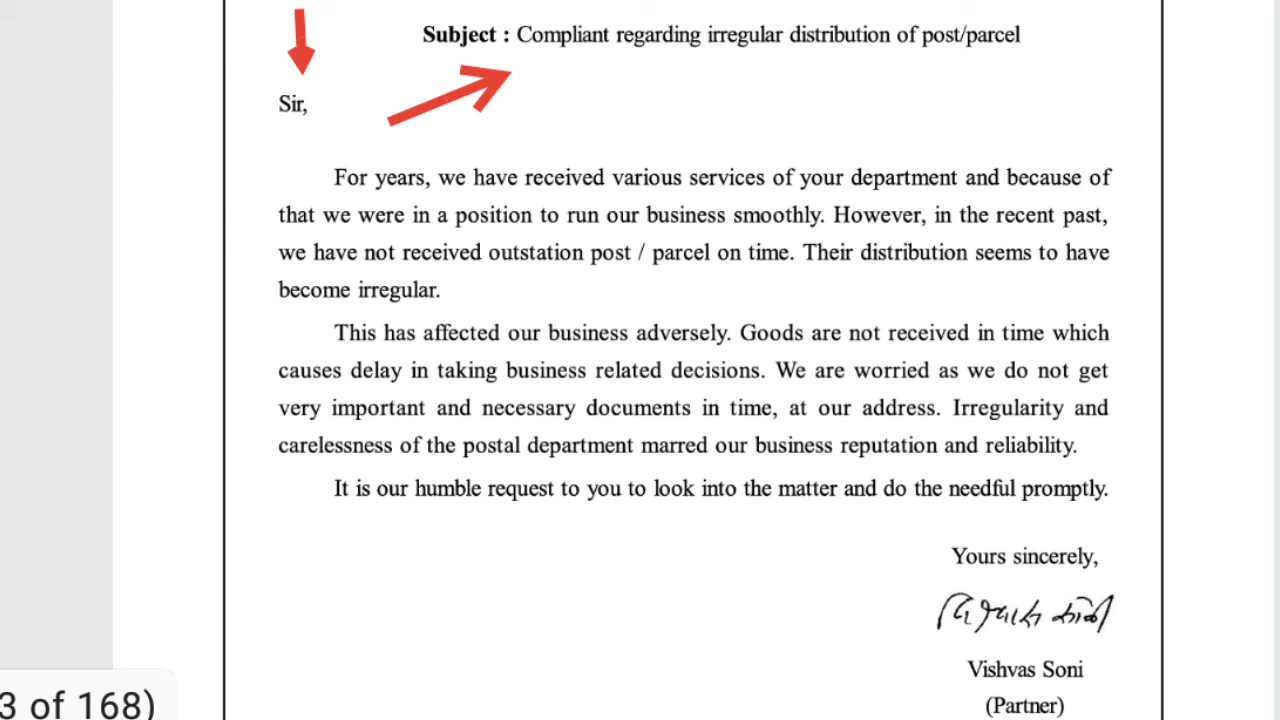 Subject : Compliant regarding irregular distribution of post/parcel
Sir,
For years, we have received various services of your department and because of
that we were in a position to run our business smoothly. However, in the recent past,
we have not received outstation post / parcel on time. Their distribution seems to have
become irregular.
This has affected our business adversely. Goods are not received in time which
causes delay in taking business related decisions. We are worried as we do not get
very important and necessary documents in time, at our address. Irregularity and
carelessness of the postal department marred our business reputation and reliability.
It is our humble request to you to look into the matter and do the needful promptly.
Yours sincerely,
Vishvas Soni
(Partner)
3 of 168)